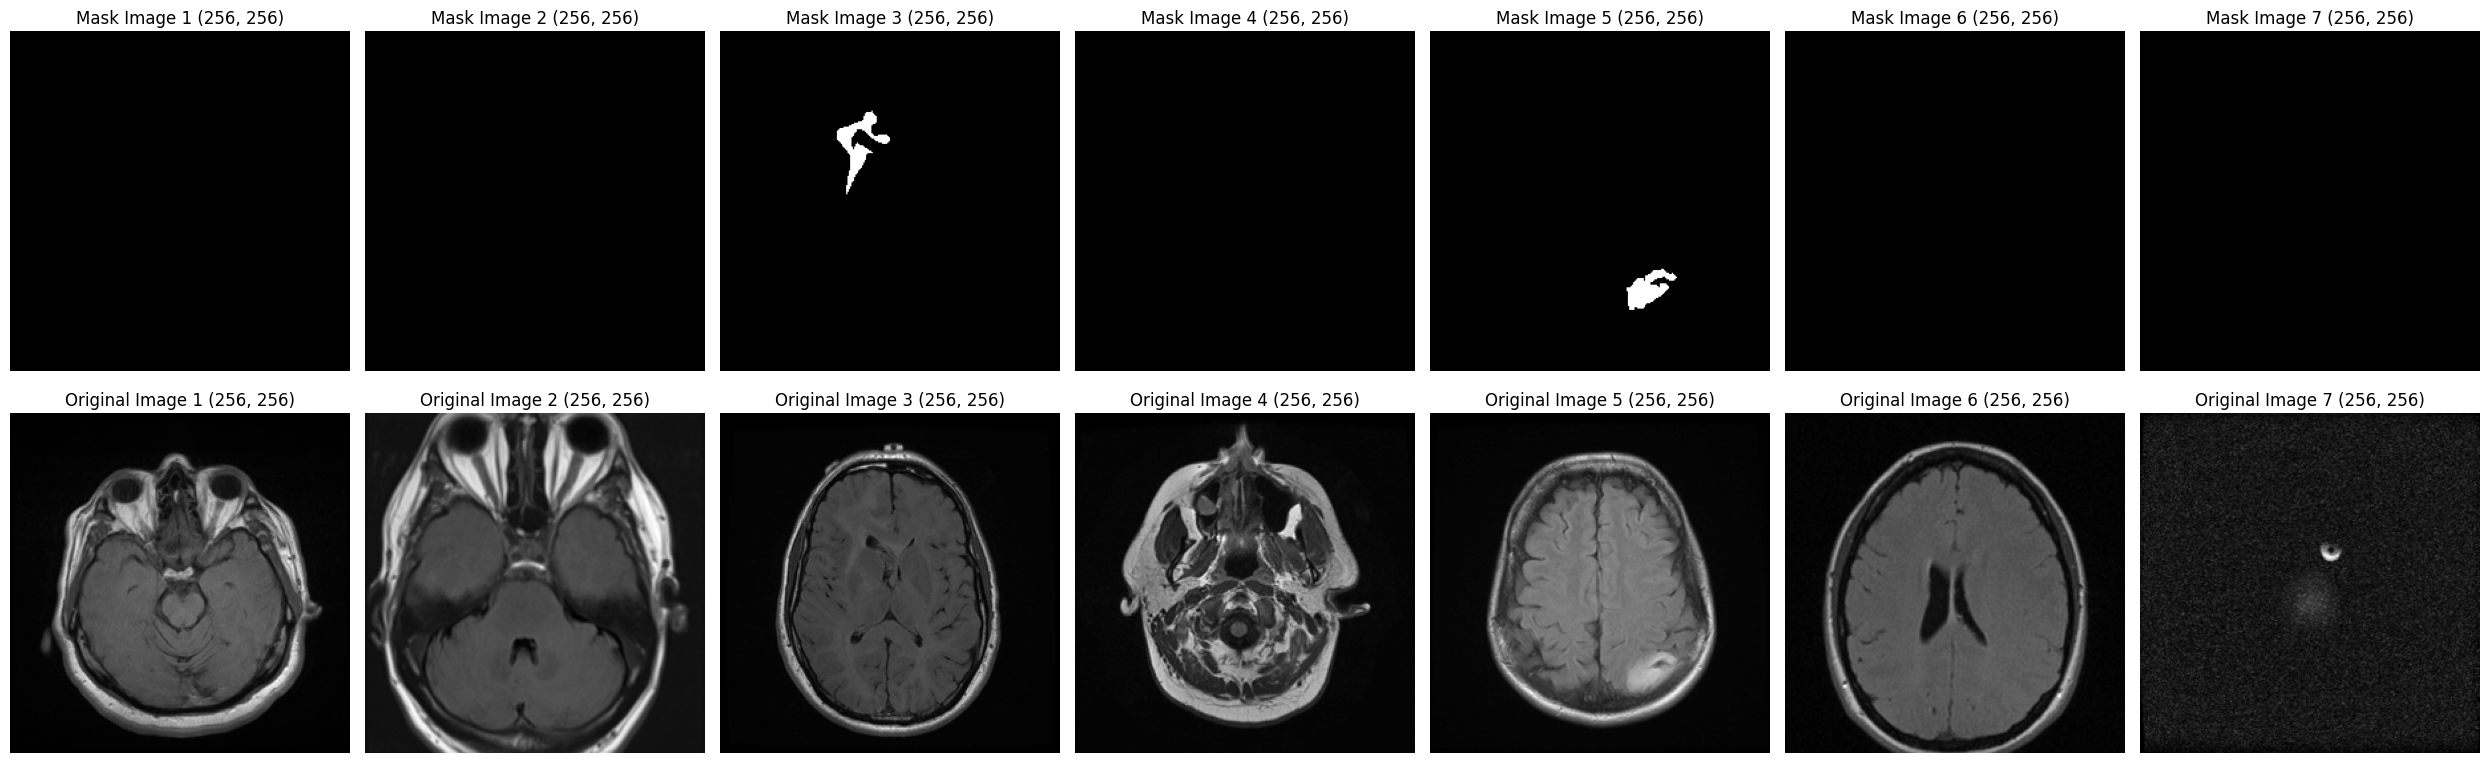 Mask Image 1 (256, 256)
Mask Image 2 (256, 256)
Mask Image 3 (256, 256)
Mask Image 4 (256, 256)
Mask Image 5 (256, 256)
Mask Image 6 (256, 256)
Mask Image 7 (256, 256)
Original Image 1 (256, 256)
Original Image 2 (256, 256)
Original Image 3 (256, 256)
Original Image 4 (256, 256)
Original Image 5 (256, 256)
Original Image 6 (256, 256)
Original Image 7 (256, 256)